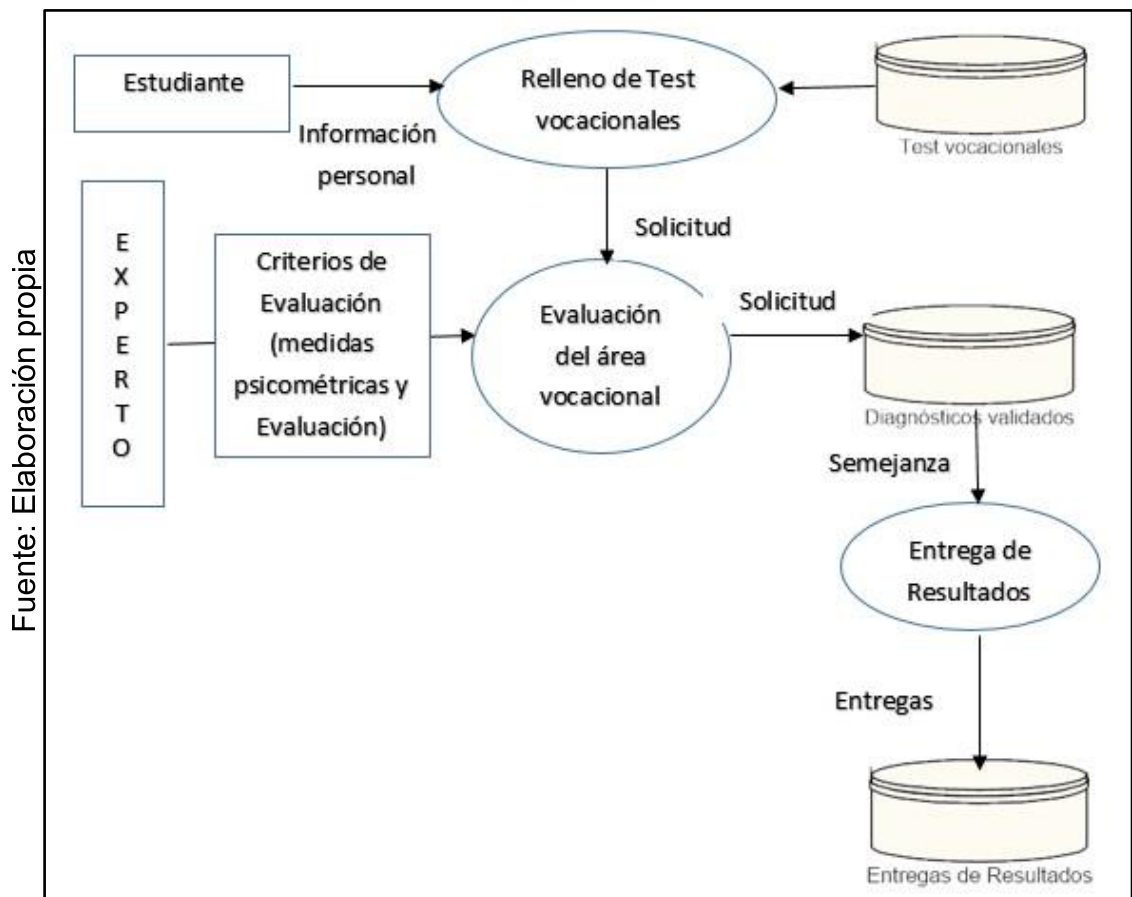 Estudiante
Relleno de Test
vocacionales
Test vocacionales
Información
personal
Solicitud
E
X
P
E
R
T
O
Criterios de
Evaluación
(medidas
psicométricas y
Evaluación)
Evaluación
del área
vocacional
Solicitud
Diagnósticos validados
Semejanza
Entrega de
Resultados
Entregas
Entregas de Resultados
Fuente: Elaboración propia